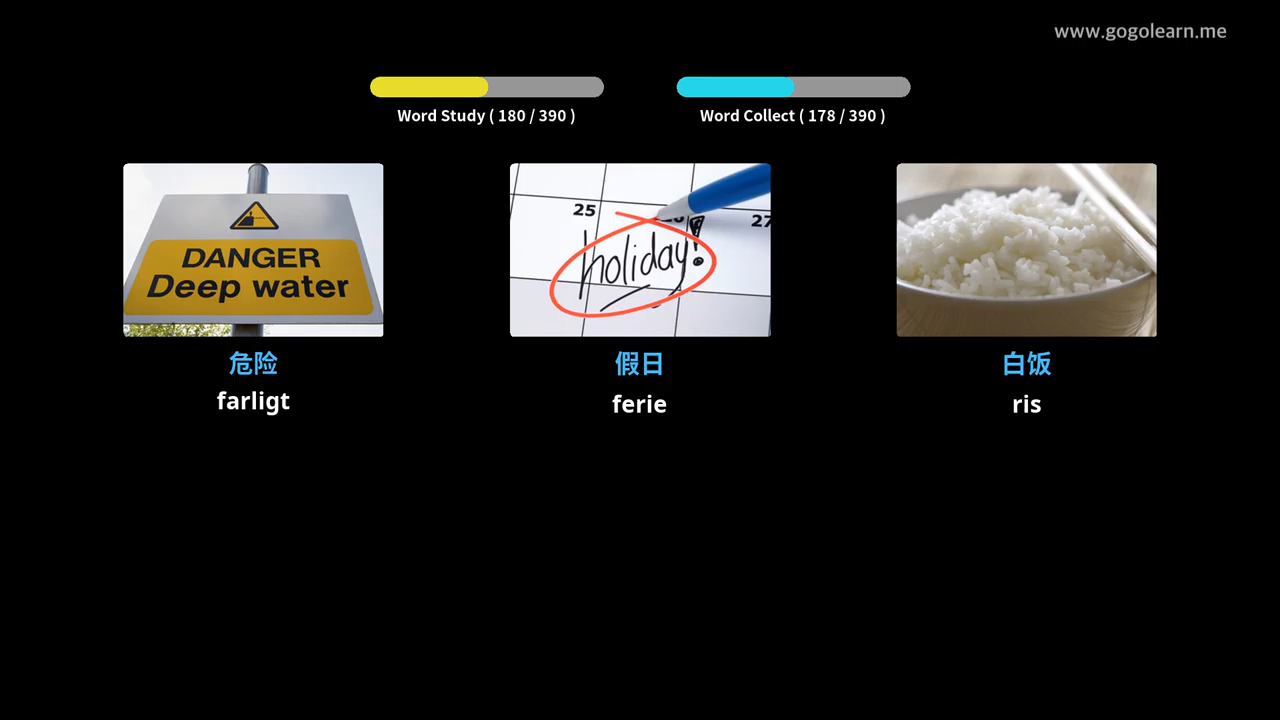 www.gogolearn.me
Word Study ( 180 / 390 )
Word Collect ( 178 / 390 )
DANGER
Deep water
25
27
holiday!
危险
假日
白饭
farligt
ferie
ris